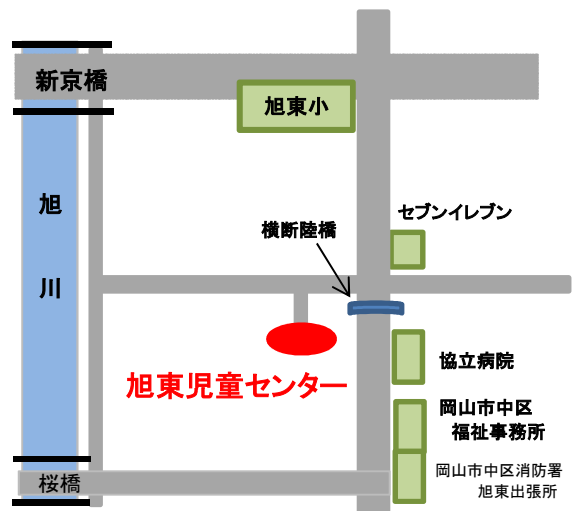 新京橋
旭東小
旭
川
セブンイレブン
横断陸橋
旭東児童センター
協立病院
岡山市中区
福祉事務所
岡山市中区消防署
旭東出張所
桜橋